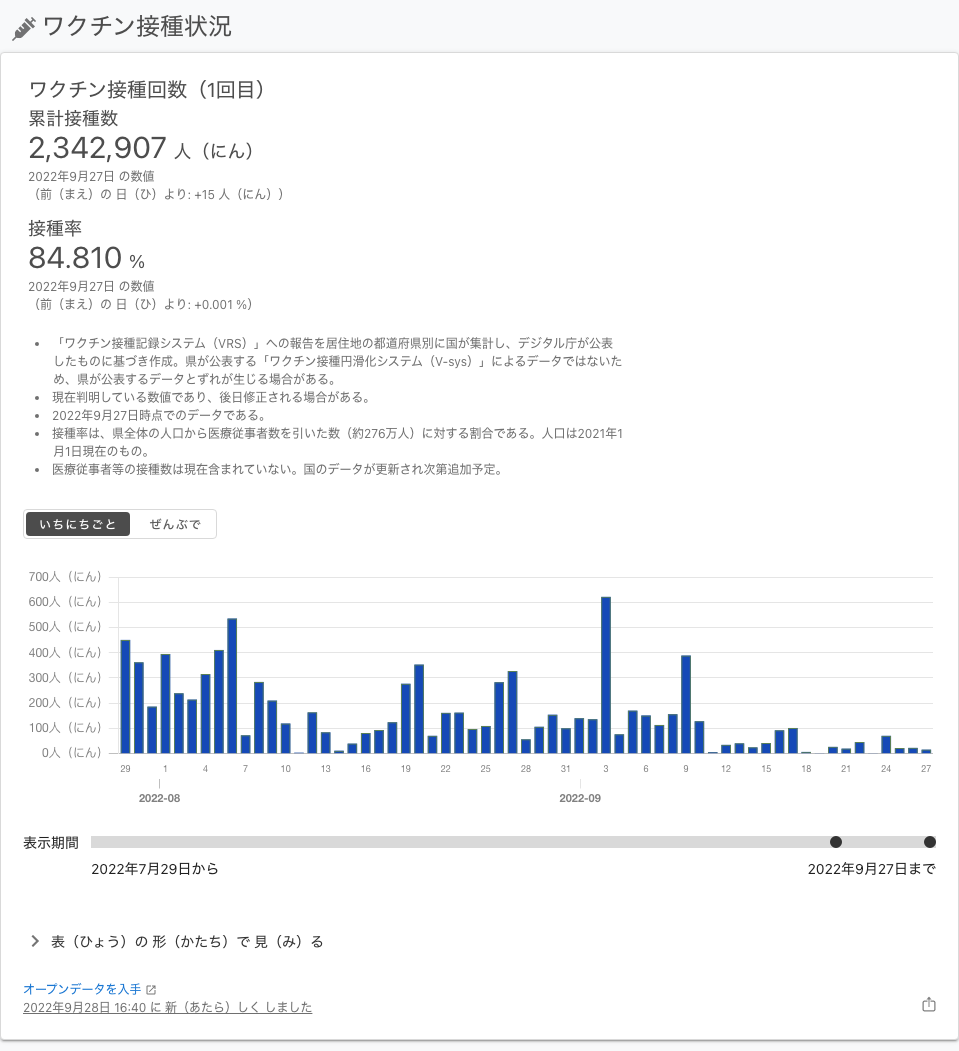 ワクチン接種状況
ワクチン接種回数（1回目）
累計接種数
2,342,907 人（にん）
2022年9月27日 の数値
（前（まえ）の 日（ひ）より: +15 人（にん））
接種率
84.810 %
2022年9月27日 の数値
（前（まえ）の 日（ひ）より: +0.001 %）
• 「ワクチン接種記録システム（VRS）」への報告を居住地の都道府県別に国が集計し、デジタル庁が公表
したものに基づき作成。県が公表する「ワクチン接種円滑化システム（V-sys）」によるデータではないた
め、県が公表するデータとずれが生じる場合がある。
• 現在判明している数値であり、後日修正される場合がある。
• 2022年9月27日時点でのデータである。
• 接種率は、県全体の人口から医療従事者数を引いた数（約276万人）に対する割合である。人口は2021年1
月1日現在のもの。
• 医療従事者等の接種数は現在含まれていない。国のデータが更新され次第追加予定。
いちにちごと ぜんぶで
700人（にん）
600人（にん）
500人（にん）
400人（にん）
300人（にん）
200人（にん）
100人（にん）
0人（にん）
29 1 4 7 10 13 16 19 22 25 28 31 3 6 9 12 15 18 21 24 27
2022-08 2022-09
表示期間
2022年7月29日から 2022年9月27日まで
表（ひょう）の 形（かたち）で 見（み）る
オープンデータを入手
2022年9月28日 16:40 に 新（あたら）しく しました